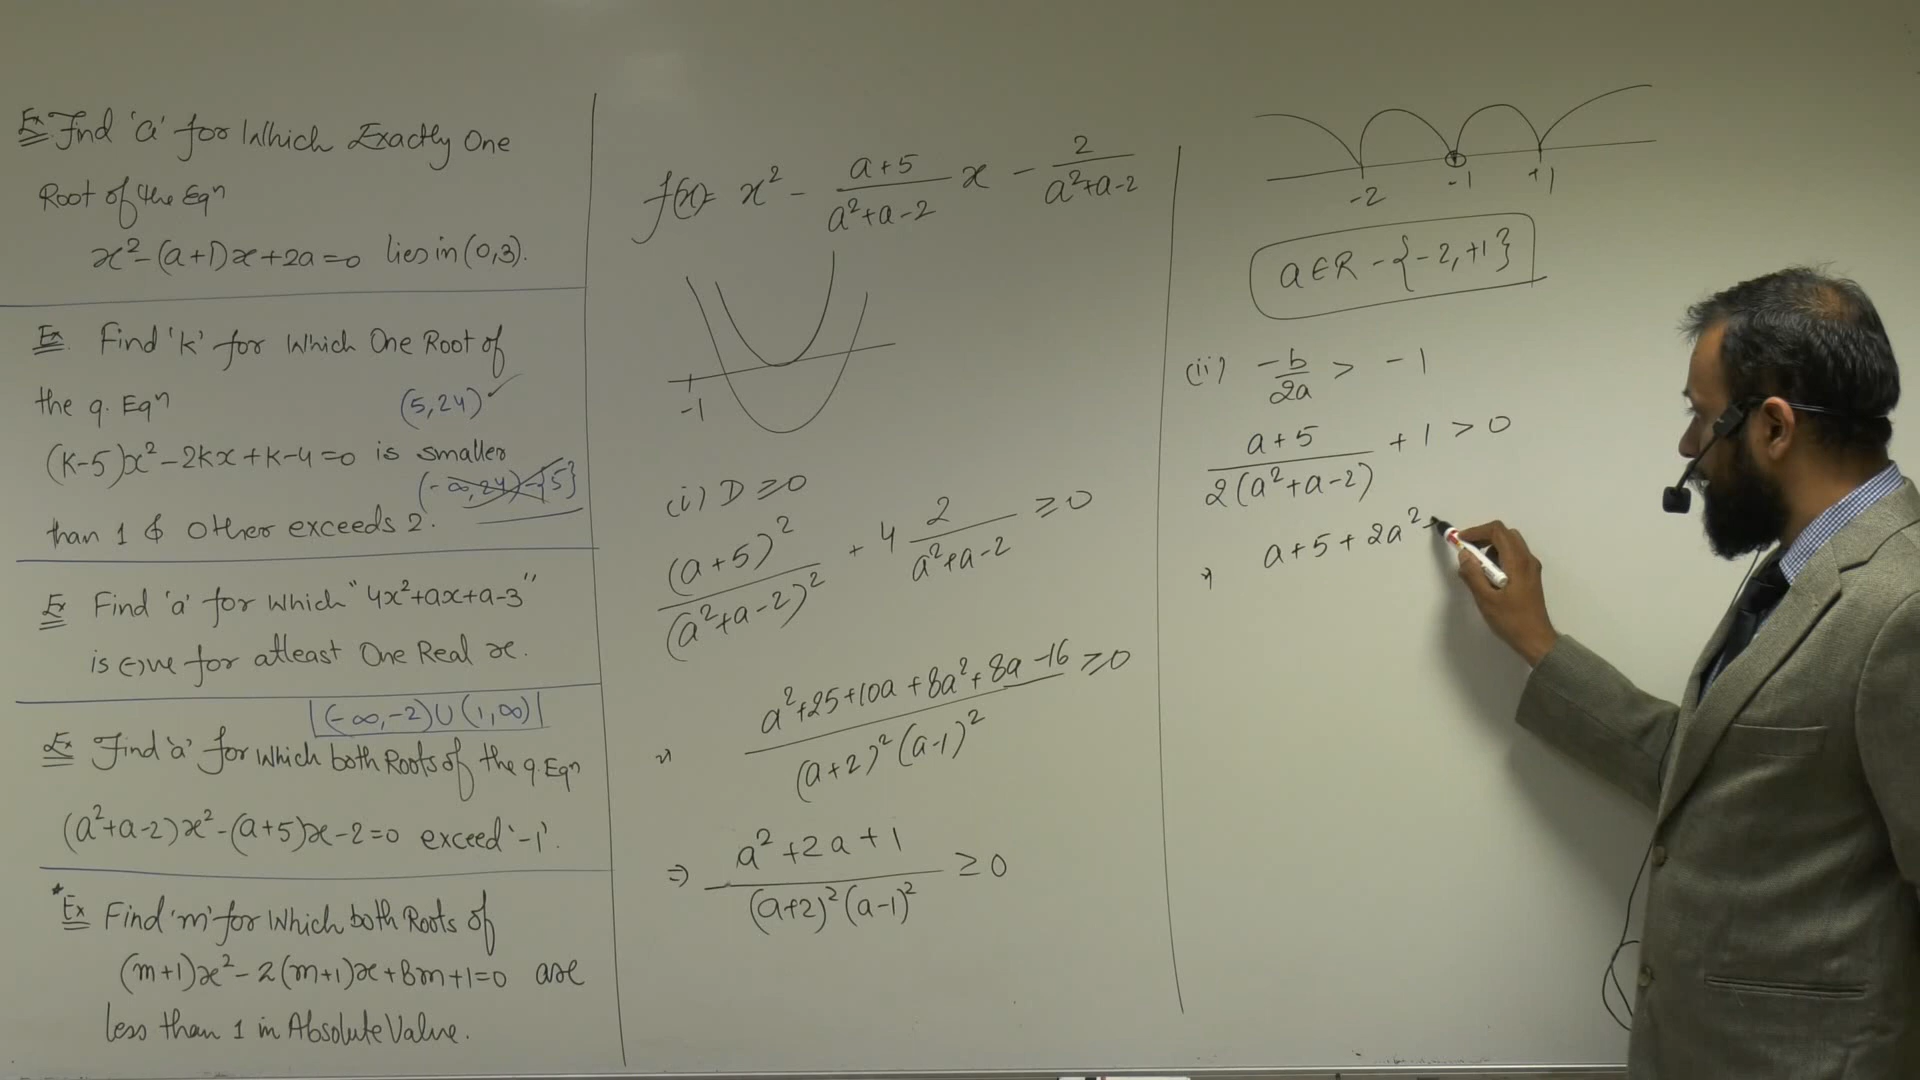 Ex Find 'a' for Which Exactly One
Root of the Eqn
x²-(a+1)x+2a=0 lies in (0,3).
Ex. Find 'k' for Which One Root of
the q. Eqn (5,24) ✓
(k-5)x²-2kx+k-4=0 is smaller
(-∞,24)-{5}
than 1 & Other exceeds 2.
Ex Find 'a' for which "4x²+ax+a-3"
is (-)ve for atleast One Real x.
(-∞,-2)∪(1,∞)
Ex Find 'a' for which both Roots of the q. Eqn
(a²+a-2)x²-(a+5)x-2=0 exceed '-1'.
*Ex Find 'm' for Which both Roots of
(m+1)x²-2(m+1)x+8m+1=0 are
less than 1 in Absolute Value.
f(x)= x² - (a+5)/(a²+a-2) x - 2/(a²+a-2)
-1
(i) D ≥ 0
(a+5)²/(a²+a-2)² + 4 2/(a²+a-2) ≥ 0
⇒ (a²+25+10a+8a²+8a-16)/((a+2)²(a-1)²) ≥ 0
⇒ (a²+2a+1)/((a+2)²(a-1)²) ≥ 0
-2 -1 +1
a∈R-{-2,+1}
(ii) -b/2a > -1
(a+5)/(2(a²+a-2)) + 1 > 0
⇒ a+5+2a²+